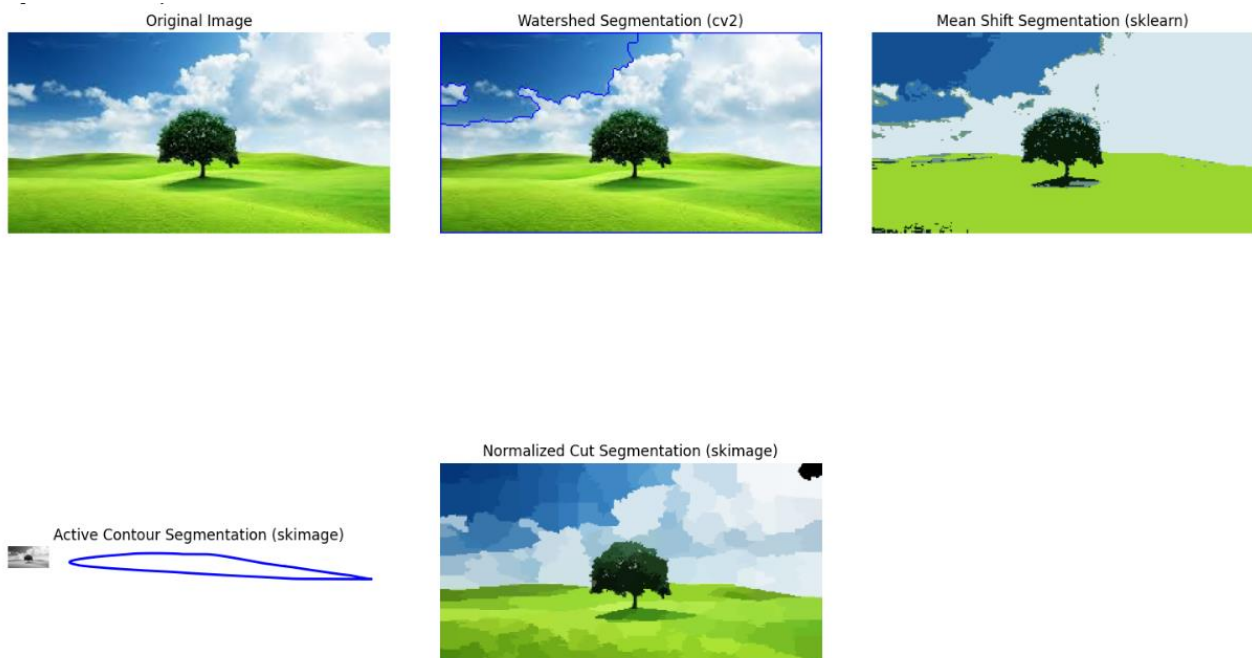 Original Image
Watershed Segmentation (cv2)
Mean Shift Segmentation (sklearn)
Normalized Cut Segmentation (skimage)
Active Contour Segmentation (skimage)